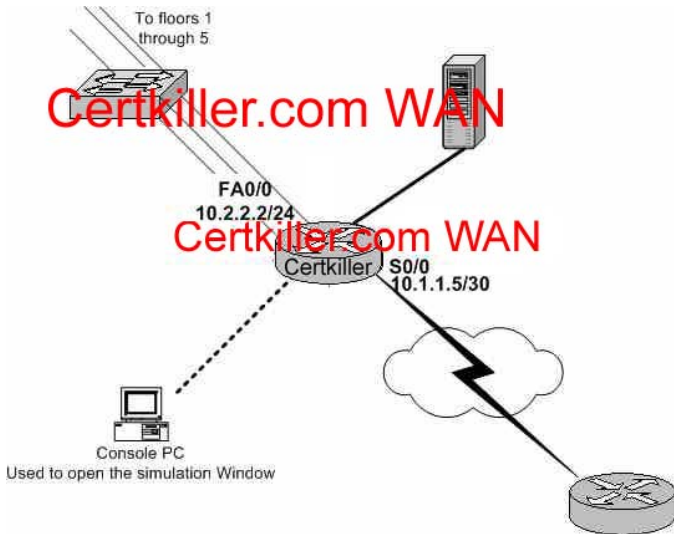 To floors 1
through 5
Certkiller.com WAN
FA0/0
10.2.2.2/24
Certkiller.com WAN
Certkiller
S0/0
10.1.1.5/30
Console PC
Used to open the simulation Window